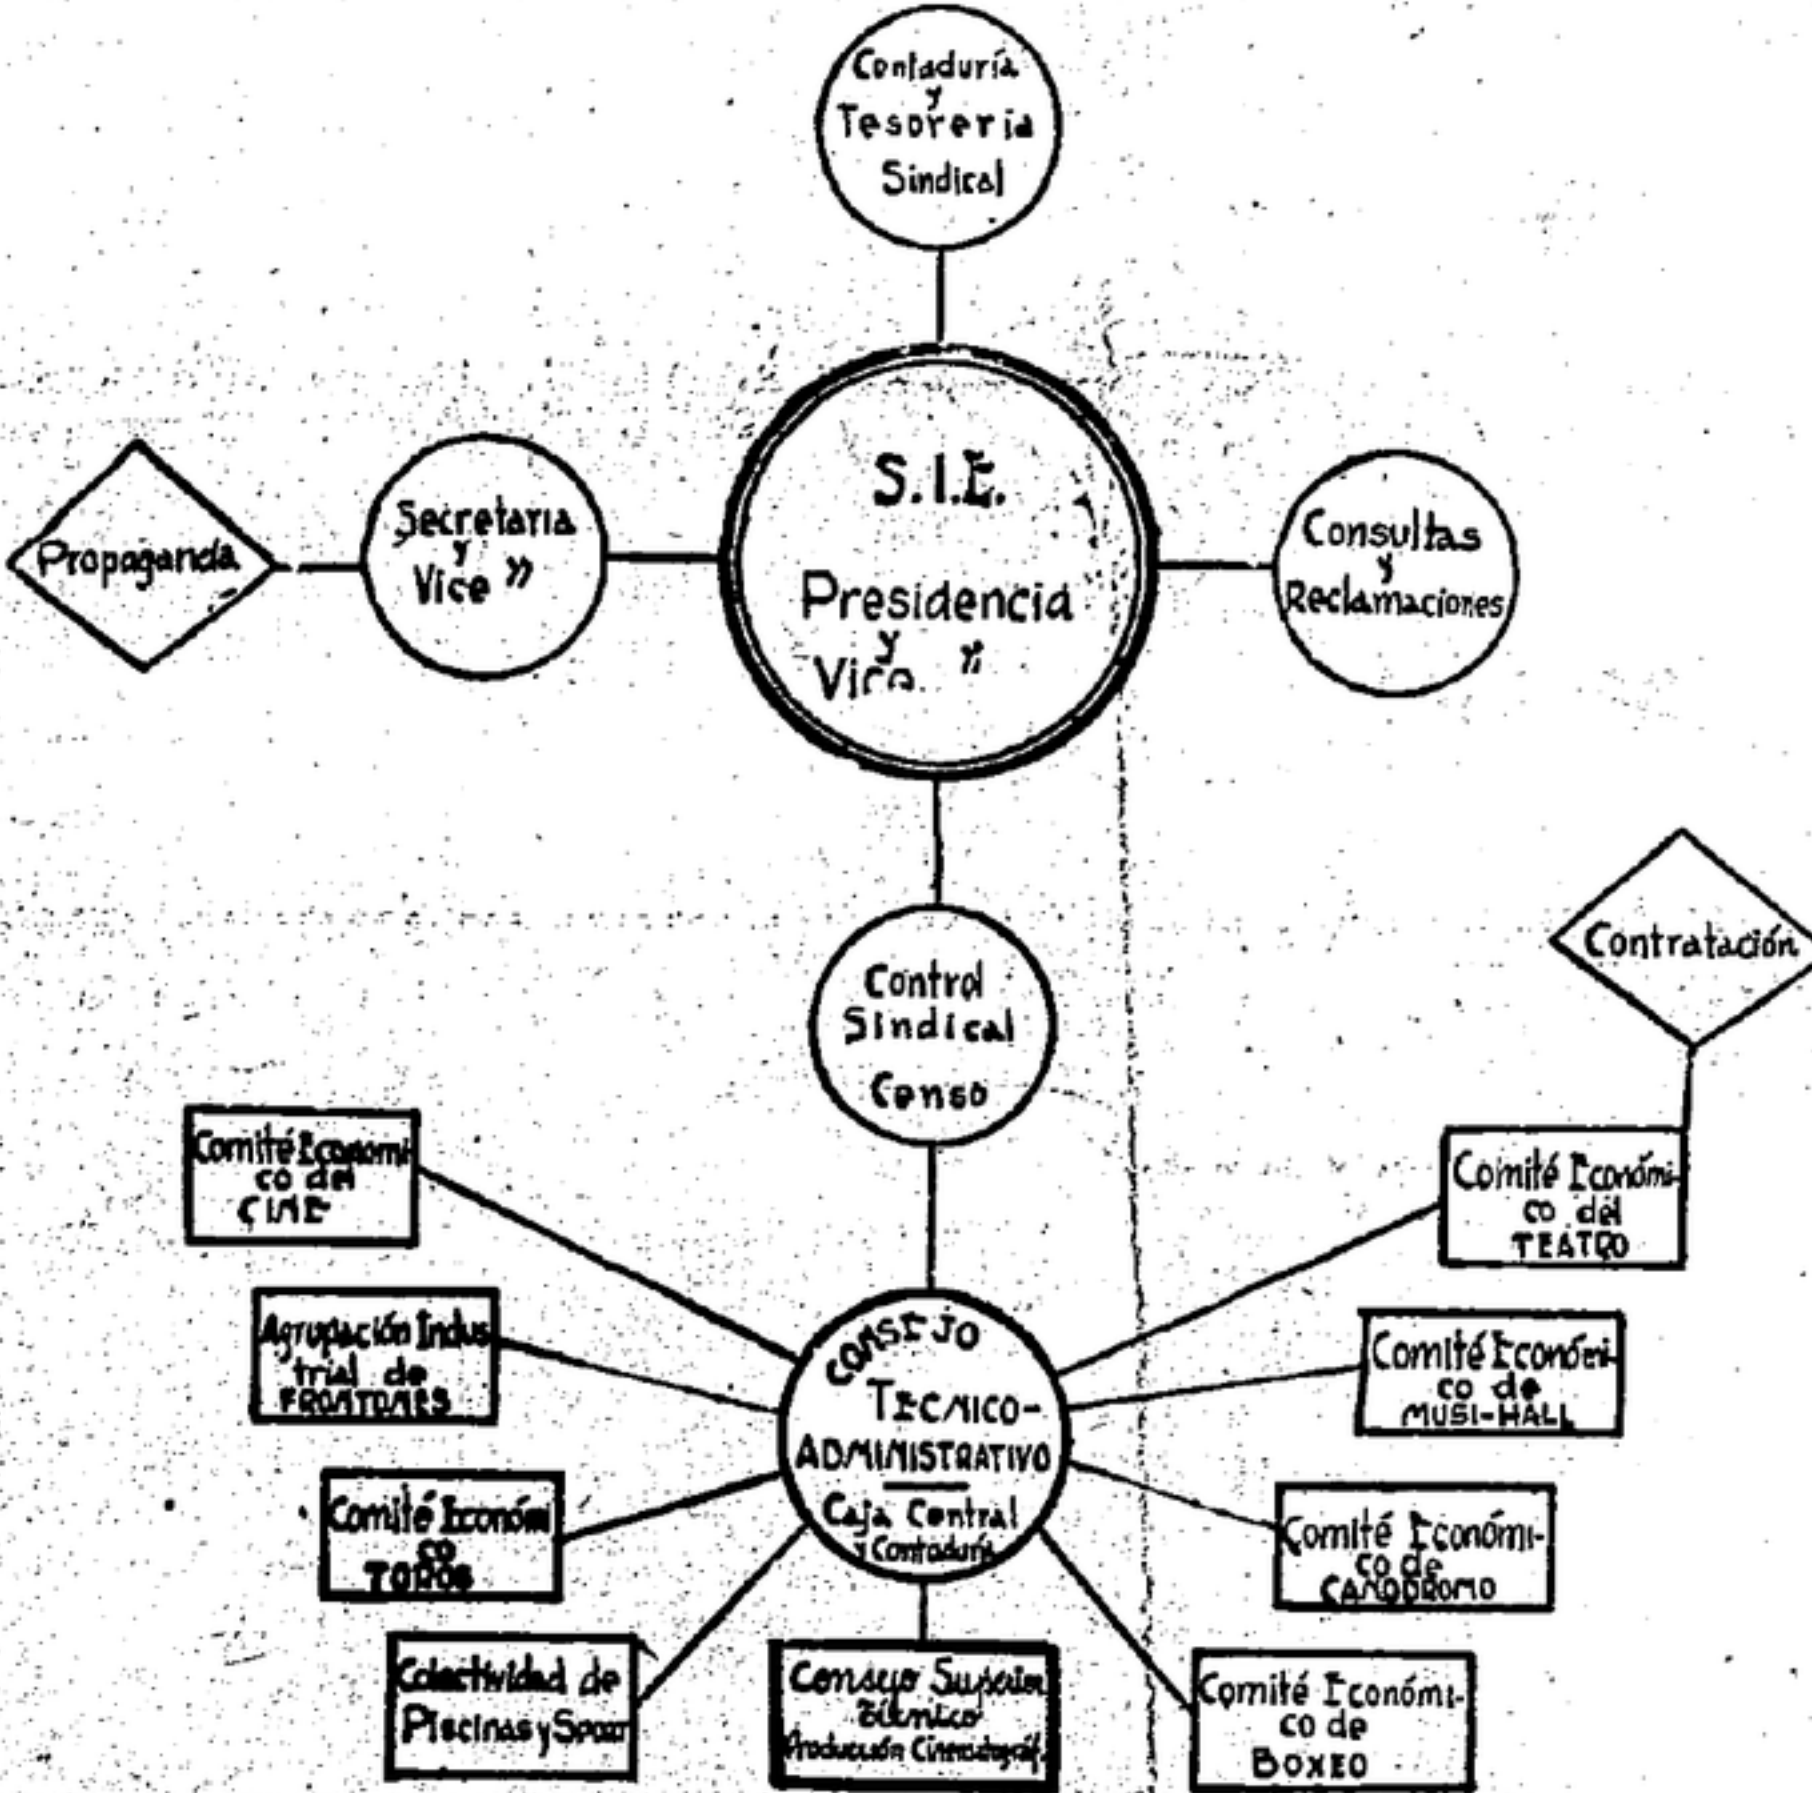 Contaduría
y
Tesorería
Sindical
Propaganda
Secretaria
y
Vice "
S.I.E.
Presidencia
y
Vice. "
Consultas
y
Reclamaciones
Control
Sindical
Censo
Contratación
Comité Economi-
co del
CINE
Comité Económi-
co del
TEATRO
Agrupación Indus
trial de
FRONTONES
Comité Económi-
co de
MUSI-HALL
CONSEJO
TECNICO-
ADMINISTRATIVO
Caja Central
y Contaduría
Comité Económi
co
TOROS
Comité Económi-
co de
CANODROMO
Colectividad de
Piscinas y Sport
Consejo Superior
Técnico
Producción Cinematográf.
Comité Económi-
co de
BOXEO